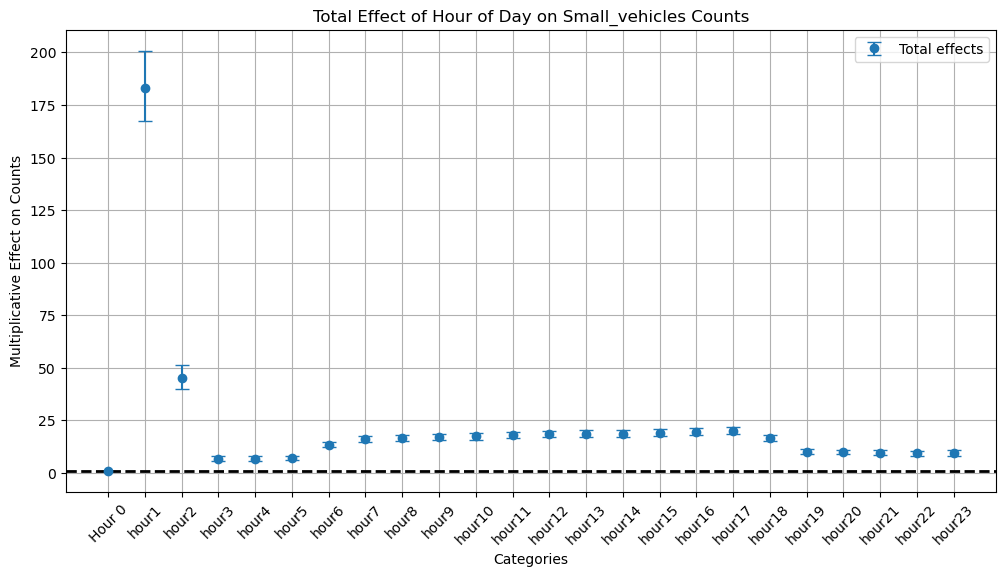 Total Effect of Hour of Day on Small_vehicles Counts
Total effects
Multiplicative Effect on Counts
200
175
150
125
100
75
50
25
0
Hour 0
hour1
hour2
hour3
hour4
hour5
hour6
hour7
hour8
hour9
hour10
hour11
hour12
hour13
hour14
hour15
hour16
hour17
hour18
hour19
hour20
hour21
hour22
hour23
Categories